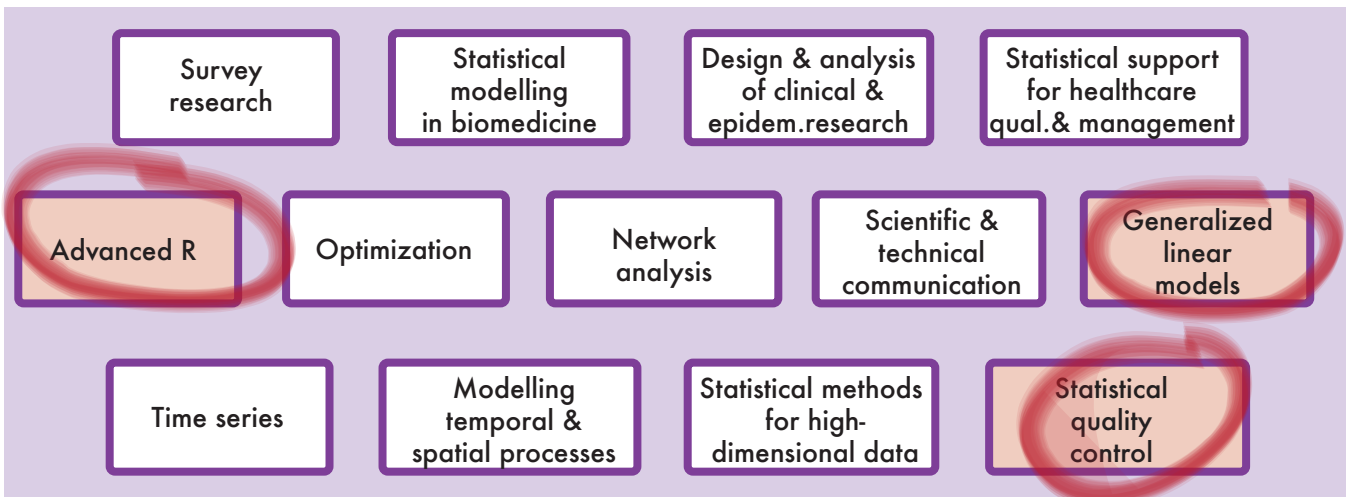 Survey
research
Statistical
modelling
in biomedicine
Design & analysis
of clinical &
epidem.research
Statistical support
for healthcare
qual.& management
Advanced R
Optimization
Network
analysis
Scientific &
technical
communication
Generalized
linear
models
Time series
Modelling
temporal &
spatial processes
Statistical methods
for high-
dimensional data
Statistical
quality
control